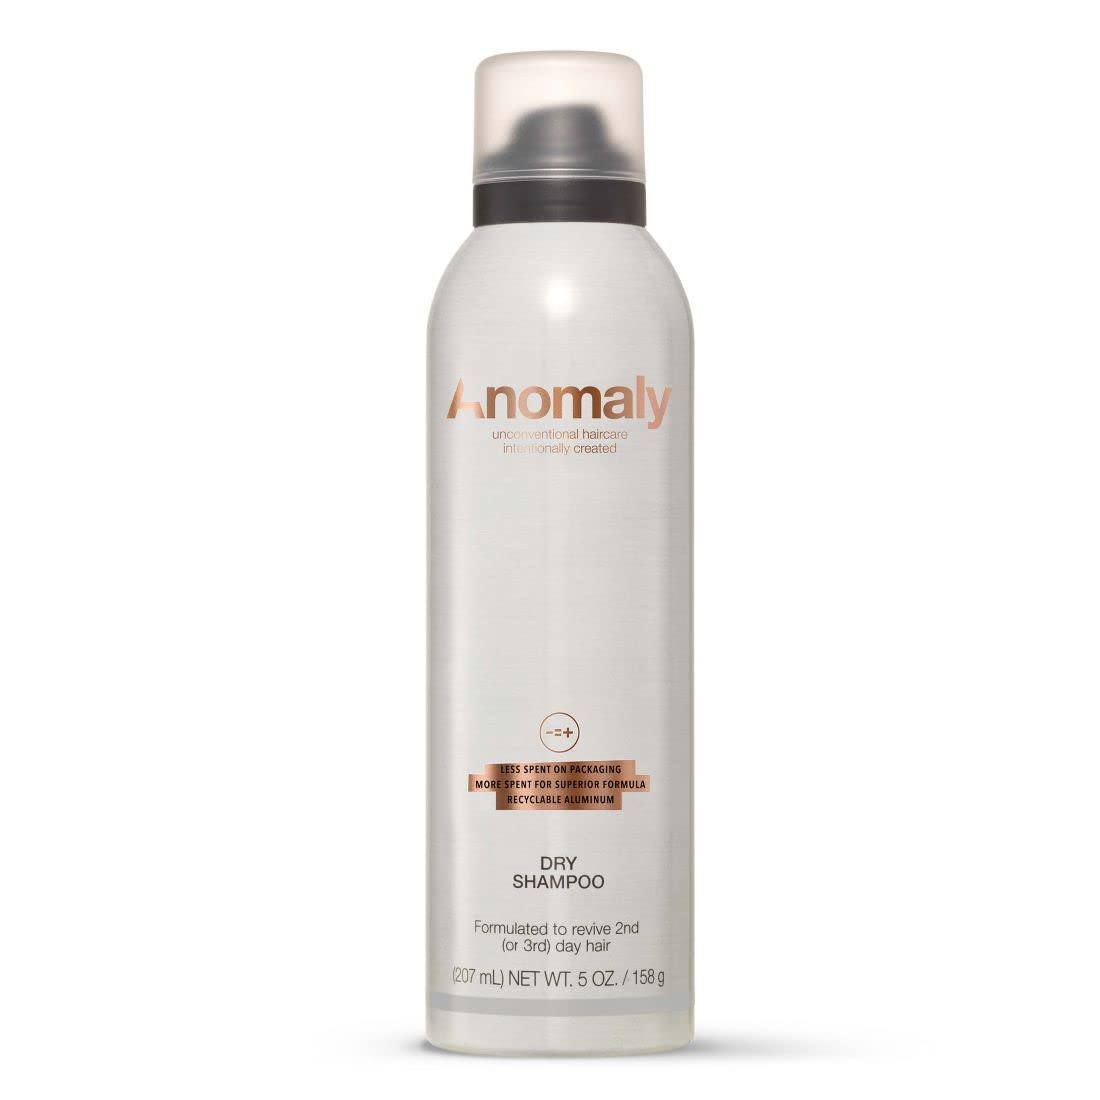 Anomaly
unconventional haircare
intentionally created
-=+
LESS SPENT ON PACKAGING
MORE SPENT FOR SUPERIOR FORMULA
RECYCLABLE ALUMINUM
DRY
SHAMPOO
Formulated to revive 2nd
(or 3rd) day hair
(207 mL) NET WT. 5 OZ. / 158 g